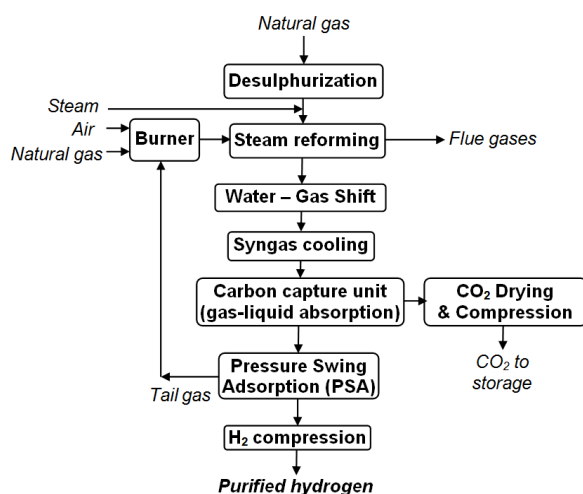 Natural gas
Desulphurization
Steam
Air
Natural gas
Burner
Steam reforming
Flue gases
Water – Gas Shift
Syngas cooling
Carbon capture unit
(gas-liquid absorption)
CO₂ Drying
& Compression
CO₂ to
storage
Pressure Swing
Adsorption (PSA)
Tail gas
H₂ compression
Purified hydrogen